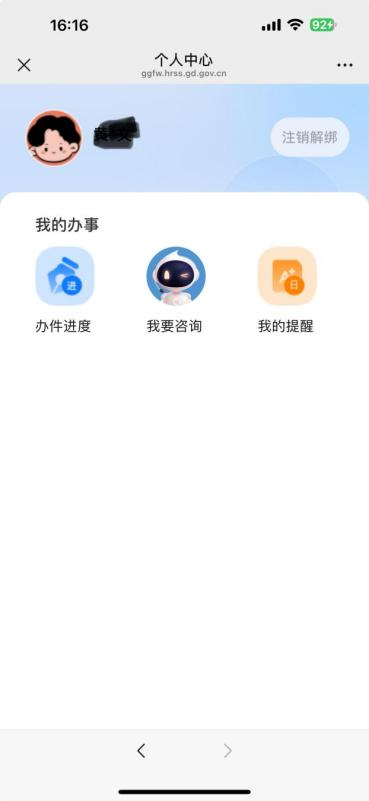 16:16
92
个人中心
ggfw.hrss.gd.gov.cn
注销解绑
我的办事
进
A+
日
办件进度
我要咨询
我的提醒